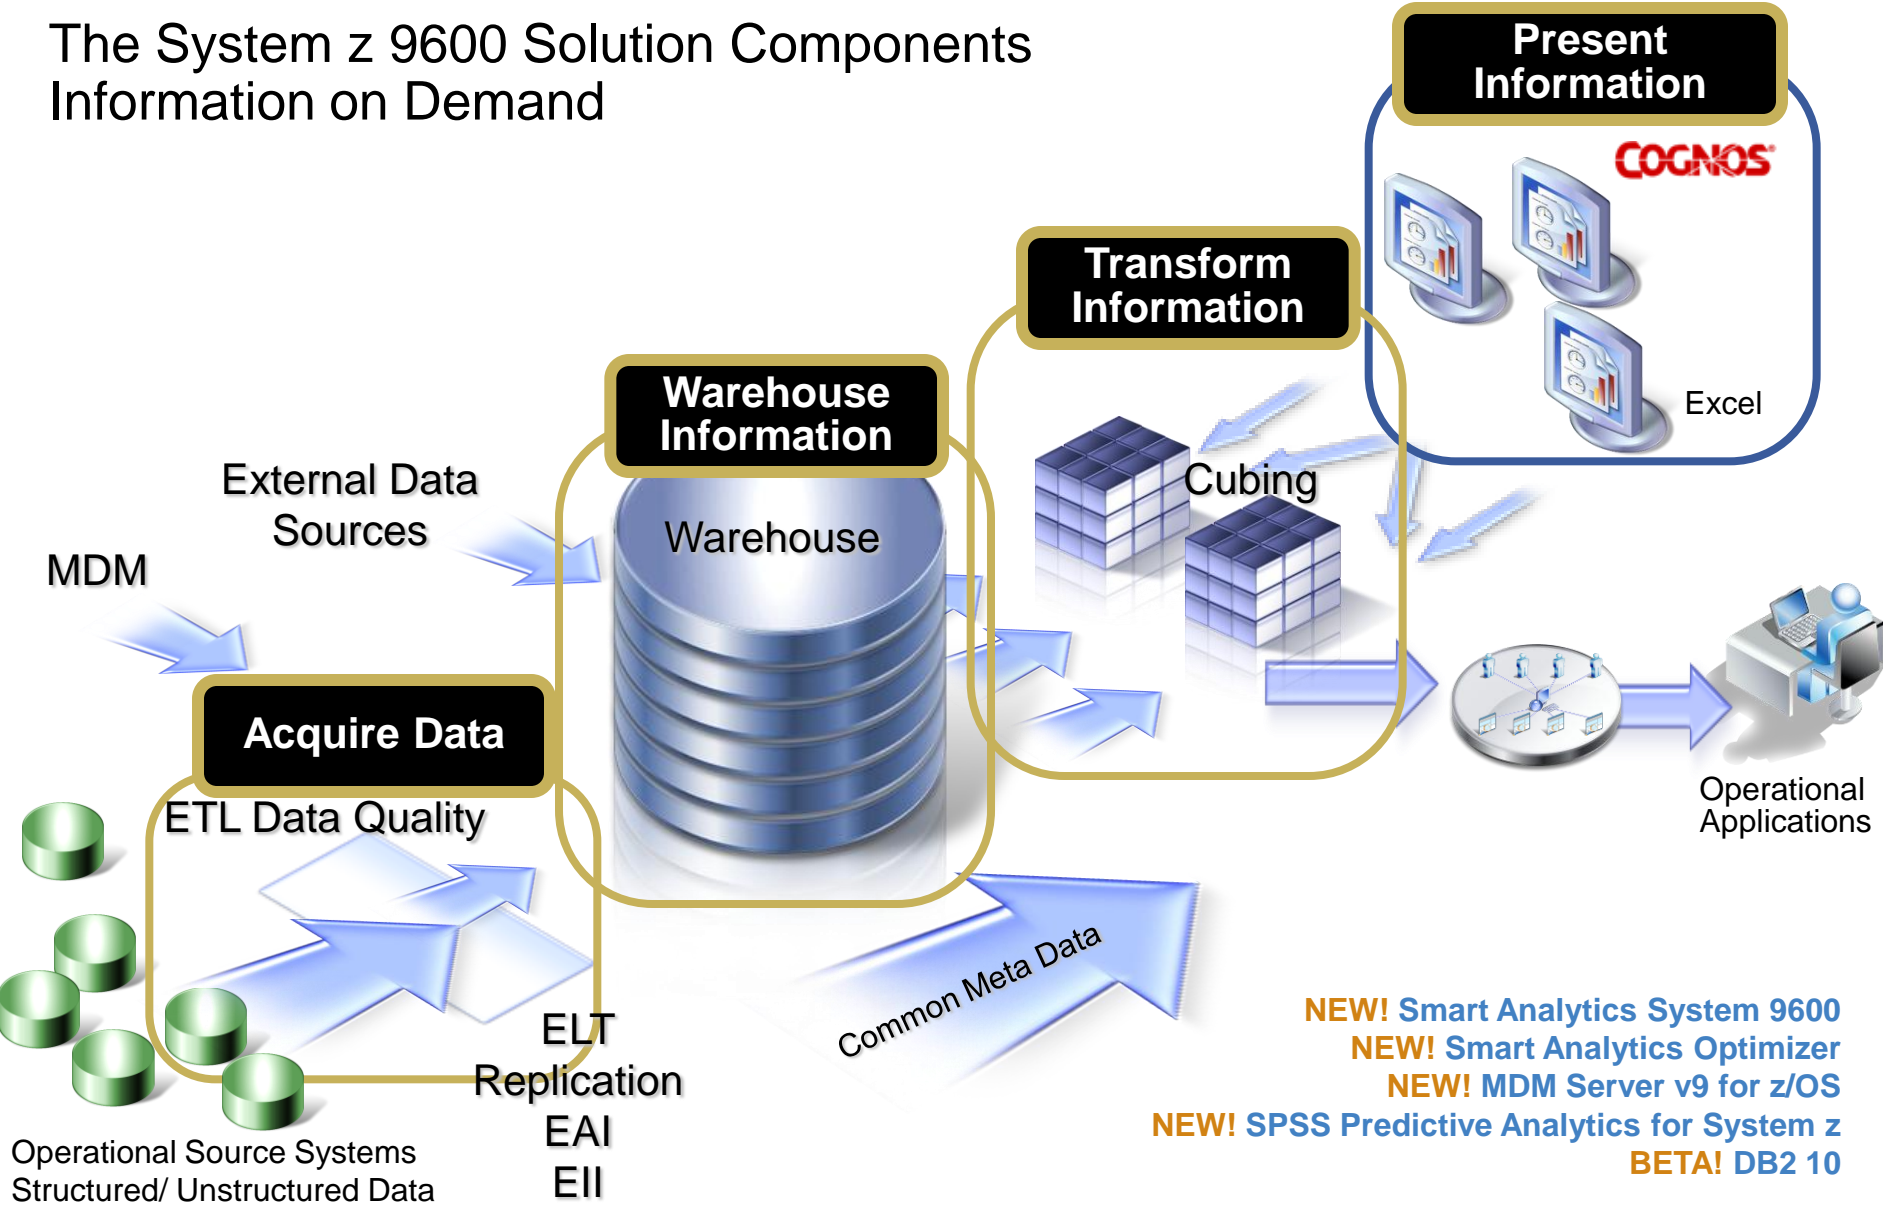 The System z 9600 Solution Components
Information on Demand
Present
Information
COGNOS
Transform
Information
Excel
Warehouse
Information
Cubing
External Data
Sources
Warehouse
MDM
Acquire Data
ETL Data Quality
Operational
Applications
Common Meta Data
ELT
Replication
EAI
EII
Operational Source Systems
Structured/ Unstructured Data
NEW! Smart Analytics System 9600
NEW! Smart Analytics Optimizer
NEW! MDM Server v9 for z/OS
NEW! SPSS Predictive Analytics for System z
BETA! DB2 10